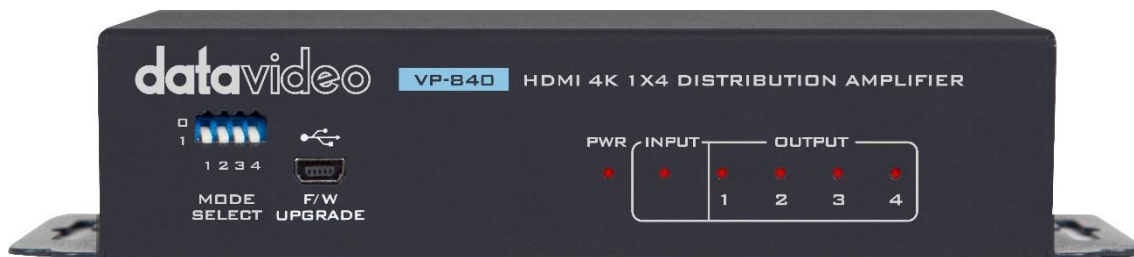 datavideo VP-840 HDMI 4K 1X4 DISTRIBUTION AMPLIFIER
0
1
1 2 3 4
MODE SELECT
F/W UPGRADE
PWR INPUT OUTPUT
1 2 3 4